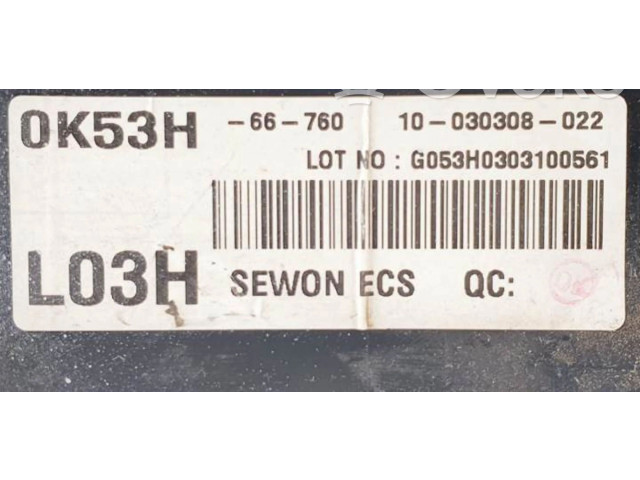 0K53H -66-760 10-030308-022
LOT NO : G053H0303100561
L03H SEWON ECS QC: